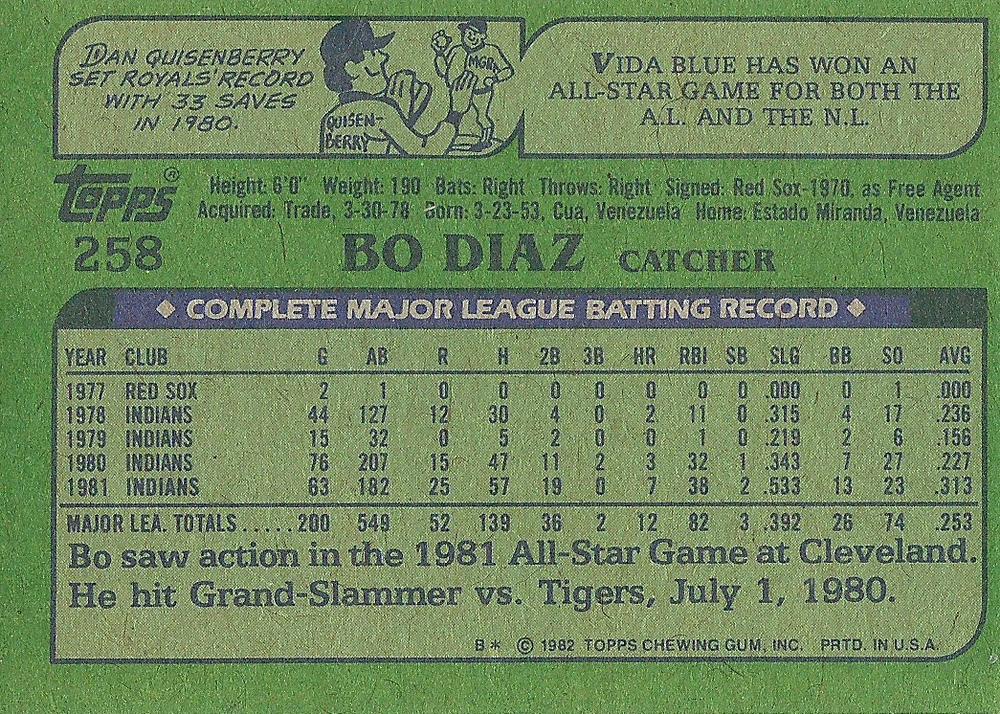 DAN QUISENBERRY
SET ROYALS' RECORD
WITH 33 SAVES
IN 1980.
QUISEN-
BERRY
MGR.
VIDA BLUE HAS WON AN
ALL-STAR GAME FOR BOTH THE
A.L. AND THE N.L.
topps®
Height: 6'0" Weight: 190 Bats: Right Throws: Right Signed: Red Sox-1970, as Free Agent
Acquired: Trade, 3-30-78 Born: 3-23-53, Cua, Venezuela Home: Estado Miranda, Venezuela
258 BO DIAZ CATCHER
◆ COMPLETE MAJOR LEAGUE BATTING RECORD ◆
YEAR CLUB G AB R H 2B 3B HR RBI SB SLG BB SO AVG
1977 RED SOX 2 1 0 0 0 0 0 0 0 .000 0 1 .000
1978 INDIANS 44 127 12 30 4 0 2 11 0 .315 4 17 .236
1979 INDIANS 15 32 0 5 2 0 0 1 0 .219 2 6 .156
1980 INDIANS 76 207 15 47 11 2 3 32 1 .343 7 27 .227
1981 INDIANS 63 182 25 57 19 0 7 38 2 .533 13 23 .313
MAJOR LEA. TOTALS.....200 549 52 139 36 2 12 82 3 .392 26 74 .253
Bo saw action in the 1981 All-Star Game at Cleveland.
He hit Grand-Slammer vs. Tigers, July 1, 1980.
B* © 1982 TOPPS CHEWING GUM, INC. PRTD. IN U.S.A.